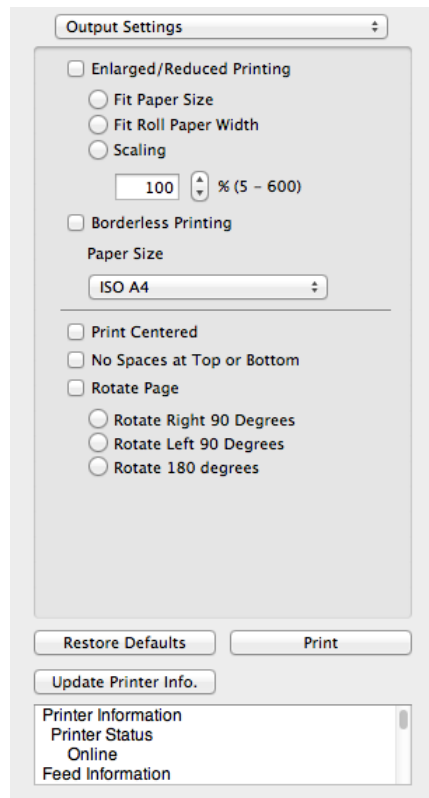 Output Settings
Enlarged/Reduced Printing
Fit Paper Size
Fit Roll Paper Width
Scaling
100 % (5 – 600)
Borderless Printing
Paper Size
ISO A4
Print Centered
No Spaces at Top or Bottom
Rotate Page
Rotate Right 90 Degrees
Rotate Left 90 Degrees
Rotate 180 degrees
Restore Defaults Print
Update Printer Info.
Printer Information
Printer Status
Online
Feed Information